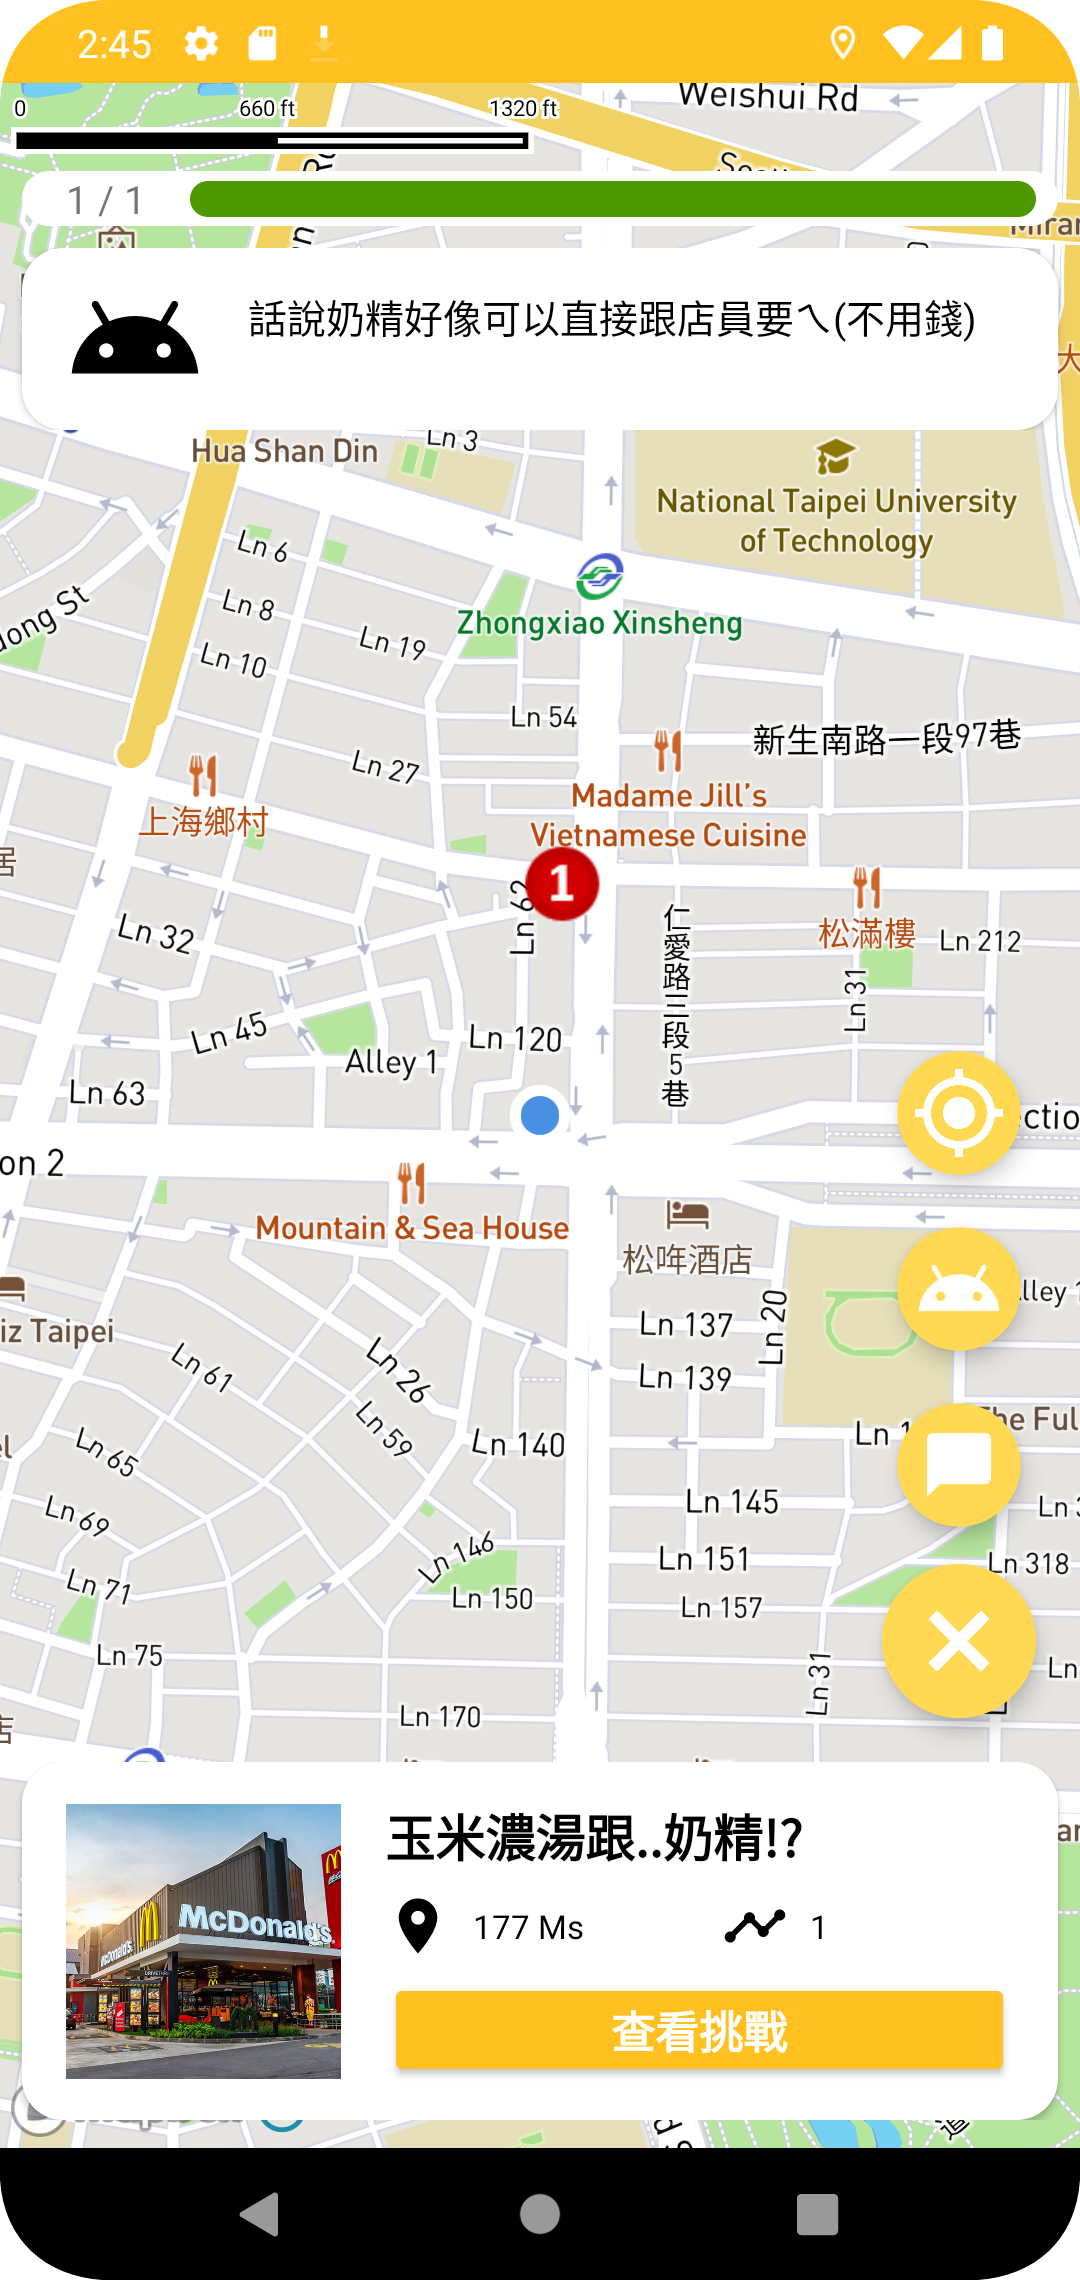 2:45
0 660 ft 1320 ft
Weishui Rd
1 / 1
話說奶精好像可以直接跟店員要ㄟ(不用錢)
Hua Shan Din
Ln 3
National Taipei University
of Technology
Ln 6
Zhongxiao Xinsheng
Ln 8
Ln 19
Ln 10
Ln 54
新生南路一段97巷
Ln 27
Madame Jill's
Vietnamese Cuisine
上海鄉村
1
Ln 62
仁愛路三段5巷
松滿樓
Ln 32
Ln 212
Ln 31
Ln 45
Ln 120
Alley 1
Ln 63
on 2
Mountain & Sea House
松哖酒店
Ln 20
iz Taipei
Ln 137
Ln 61
Ln 26
Ln 139
Ln 59
Ln 65
Ln 140
The Ful
Ln 69
Ln 145
Ln 146
Ln 151
Ln 318
Ln 71
Ln 150
Ln 157
Ln 75
Ln 31
Ln 170
玉米濃湯跟..奶精!?
McDonald's
177 Ms 1
查看挑戰